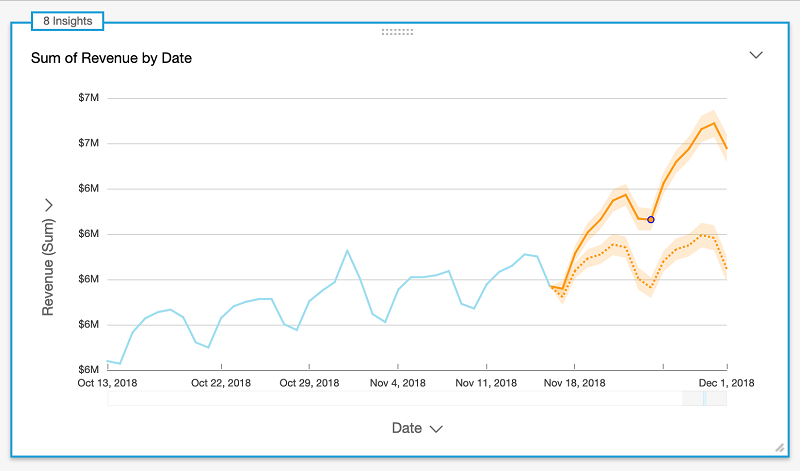 8 Insights
Sum of Revenue by Date
$7M
$7M
$6M
$6M
$6M
$6M
$6M
Revenue (Sum)
Oct 13, 2018 Oct 22, 2018 Oct 29, 2018 Nov 4, 2018 Nov 11, 2018 Nov 18, 2018 Dec 1, 2018
Date